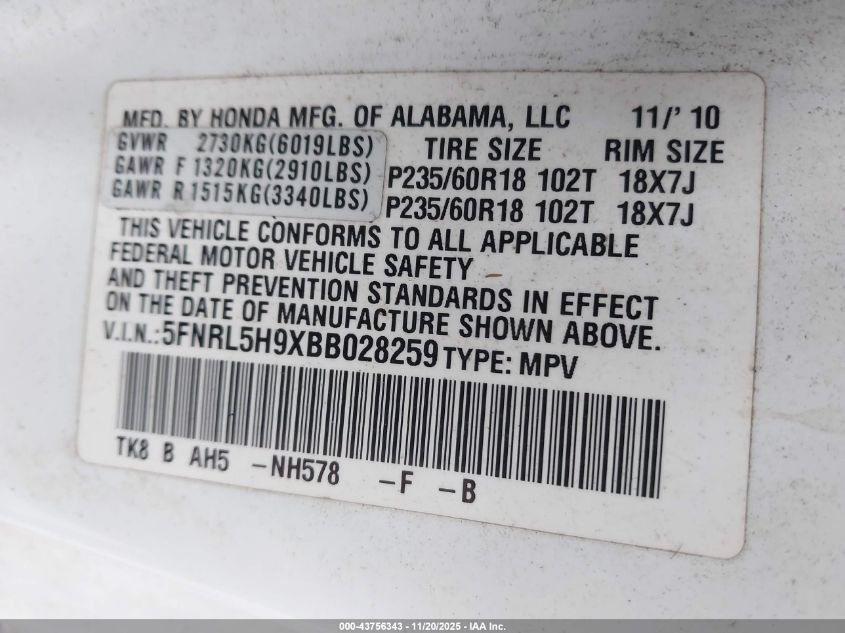 MFD. BY HONDA MFG. OF ALABAMA, LLC 11/' 10
GVWR 2730KG(6019LBS) TIRE SIZE RIM SIZE
GAWR F 1320KG(2910LBS) P235/60R18 102T 18X7J
GAWR R 1515KG(3340LBS) P235/60R18 102T 18X7J
THIS VEHICLE CONFORMS TO ALL APPLICABLE
FEDERAL MOTOR VEHICLE SAFETY
AND THEFT PREVENTION STANDARDS IN EFFECT
ON THE DATE OF MANUFACTURE SHOWN ABOVE.
V.I.N.:5FNRL5H9XBB028259 TYPE: MPV
TK8 B AH5 -NH578 -F -B
000-43756343 - 11/20/2025 - IAA Inc.